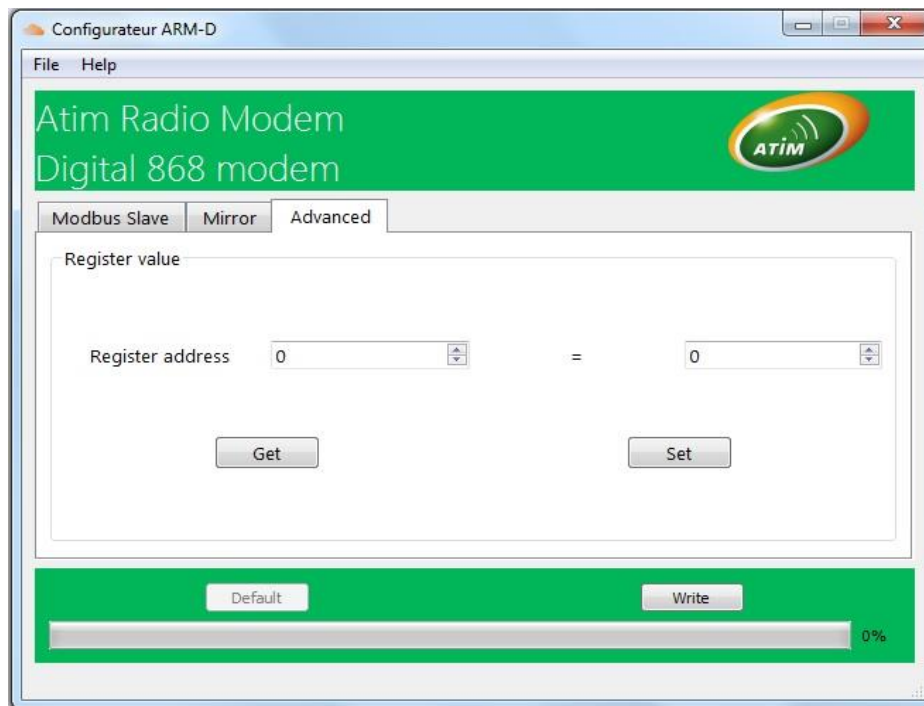 Configurateur ARM-D
File Help
Atim Radio Modem
Digital 868 modem
ATiM
Modbus Slave Mirror Advanced
Register value
Register address 0 = 0
Get Set
Default Write
0%